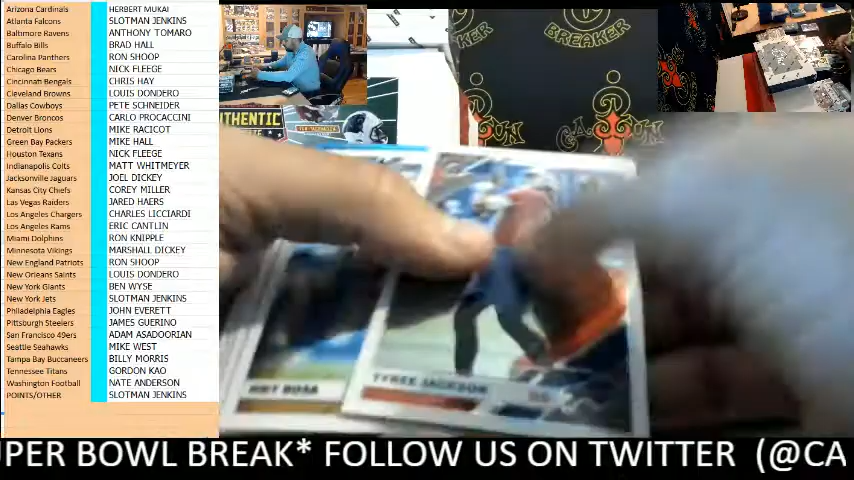 Arizona Cardinals HERBERT MUKAI
Atlanta Falcons SLOTMAN JENKINS
Baltimore Ravens ANTHONY TOMARO
Buffalo Bills BRAD HALL
Carolina Panthers RON SHOOP
Chicago Bears NICK FLEEGE
Cincinnati Bengals CHRIS HAY
Cleveland Browns LOUIS DONDERO
Dallas Cowboys PETE SCHNEIDER
Denver Broncos CARLO PROCACCINI
Detroit Lions MIKE RACICOT
Green Bay Packers MIKE HALL
Houston Texans NICK FLEEGE
Indianapolis Colts MATT WHITMEYER
Jacksonville Jaguars JOEL DICKEY
Kansas City Chiefs COREY MILLER
Las Vegas Raiders JARED HAERS
Los Angeles Chargers CHARLES LICCIARDI
Los Angeles Rams ERIC CANTLIN
Miami Dolphins RON KNIPPLE
Minnesota Vikings MARSHALL DICKEY
New England Patriots RON SHOOP
New Orleans Saints LOUIS DONDERO
New York Giants BEN WYSE
New York Jets SLOTMAN JENKINS
Philadelphia Eagles JOHN EVERETT
Pittsburgh Steelers JAMES GUERINO
San Francisco 49ers ADAM ASADOORIAN
Seattle Seahawks MIKE WEST
Tampa Bay Buccaneers BILLY MORRIS
Tennessee Titans GORDON KAO
Washington Football NATE ANDERSON
POINTS/OTHER SLOTMAN JENKINS
BREAKER
THENTIC
BOSA
TYREE JACKSON
PER BOWL BREAK* FOLLOW US ON TWITTER (@CA